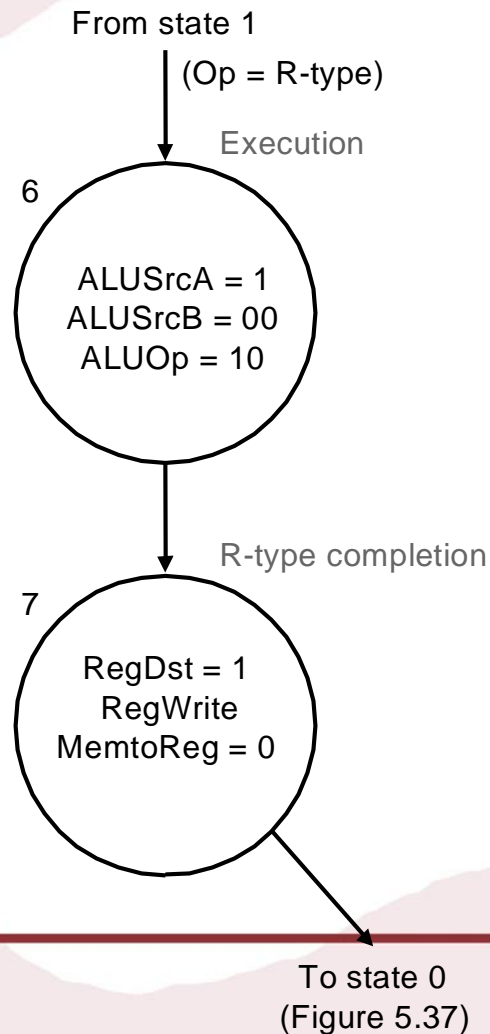 From state 1
(Op = R-type)
Execution
6
ALUSrcA = 1
ALUSrcB = 00
ALUOp = 10
R-type completion
7
RegDst = 1
RegWrite
MemtoReg = 0
To state 0
(Figure 5.37)